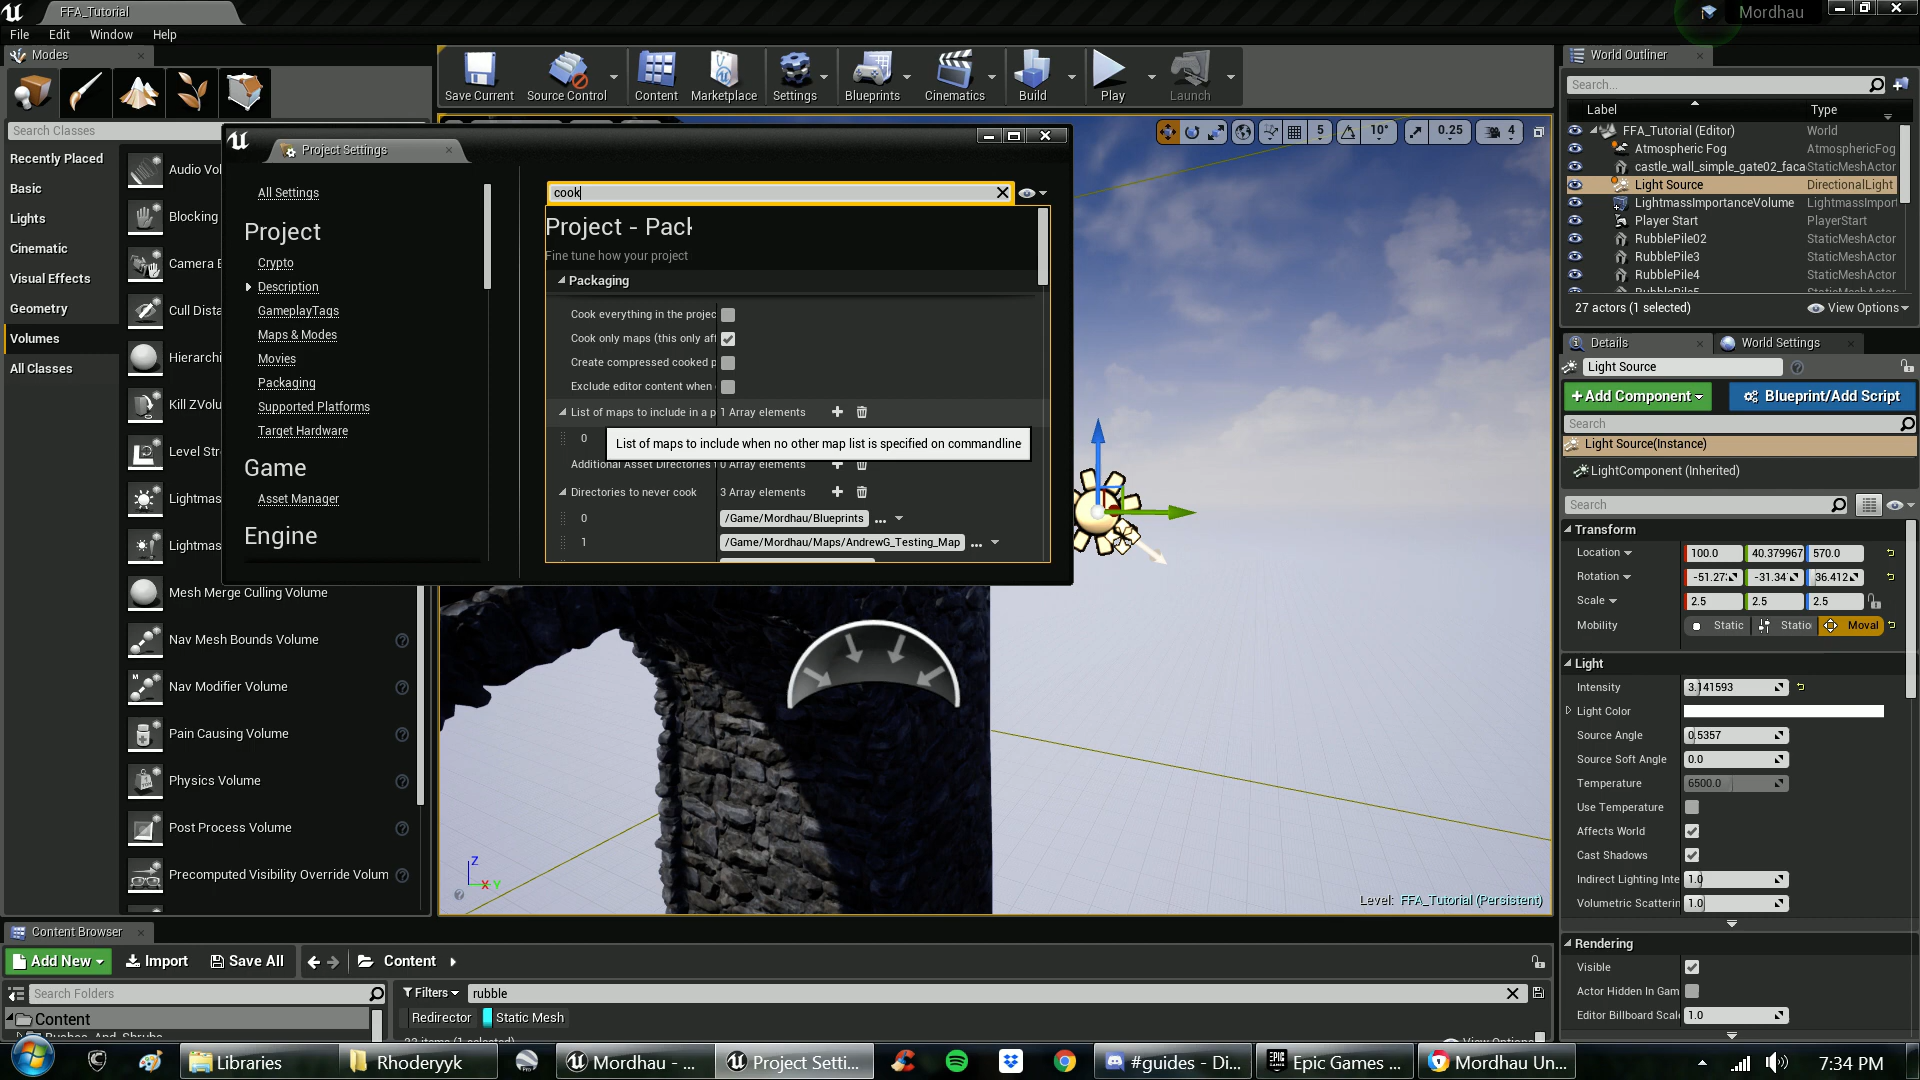 FFA_Tutorial
Mordhau
File Edit Window Help
Modes
Search Classes
Recently Placed
Basic
Lights
Cinematic
Visual Effects
Geometry
Volumes
All Classes
Audio Vol
Blocking
Camera B
Cull Dista
Hierarchi
Kill ZVolu
Level Str
Lightmas
Lightmas
Mesh Merge Culling Volume
Nav Mesh Bounds Volume
Nav Modifier Volume
Pain Causing Volume
Physics Volume
Post Process Volume
Precomputed Visibility Override Volum
Save Current Source Control Content Marketplace Settings Blueprints Cinematics Build Play Launch
5 10° 0.25 4
Project Settings
All Settings
Project
Crypto
Description
GameplayTags
Maps & Modes
Movies
Packaging
Supported Platforms
Target Hardware
Game
Asset Manager
Engine
cook
Project - Pack
Fine tune how your project
Packaging
Cook everything in the projec
Cook only maps (this only aff
Create compressed cooked p
Exclude editor content when
List of maps to include in a p 1 Array elements
0
List of maps to include when no other map list is specified on commandline
Additional Asset Directories 0 Array elements
Directories to never cook 3 Array elements
0 /Game/Mordhau/Blueprints
1 /Game/Mordhau/Maps/AndrewG_Testing_Map
Z
X Y
Level: FFA_Tutorial (Persistent)
World Outliner
Search...
Label Type
FFA_Tutorial (Editor) World
Atmospheric Fog AtmosphericFog
castle_wall_simple_gate02_faca StaticMeshActor
Light Source DirectionalLight
LightmassImportanceVolume LightmassImport
Player Start PlayerStart
RubblePile02 StaticMeshActor
RubblePile3 StaticMeshActor
RubblePile4 StaticMeshActor
RubblePile5
27 actors (1 selected) View Options
Details World Settings
Light Source
+ Add Component Blueprint/Add Script
Search
Light Source(Instance)
LightComponent (Inherited)
Search
Transform
Location 100.0 40.379967 570.0
Rotation -51.27 -31.34 36.412
Scale 2.5 2.5 2.5
Mobility Static Statio Moval
Light
Intensity 3.141593
Light Color
Source Angle 0.5357
Source Soft Angle 0.0
Temperature 6500.0
Use Temperature
Affects World
Cast Shadows
Indirect Lighting Inte 1.0
Volumetric Scatterin 1.0
Rendering
Visible
Actor Hidden In Gam
Editor Billboard Scale 1.0
Content Browser
Add New Import Save All Content
Search Folders
Content
Filters rubble
Redirector Static Mesh
Libraries Rhoderyyk Mordhau - ... Project Setti... #guides - Di... Epic Games ... Mordhau Un... 7:34 PM